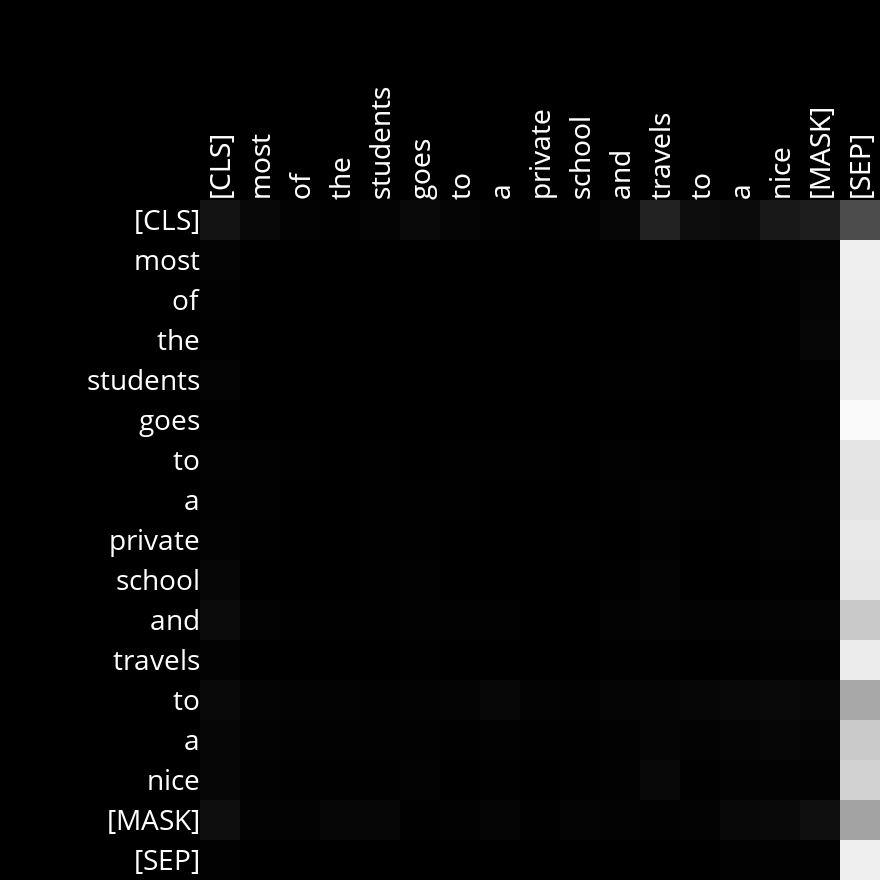 [CLS] most of the students goes to a private school and travels to a nice [MASK] [SEP]
[CLS]
most
of
the
students
goes
to
a
private
school
and
travels
to
a
nice
[MASK]
[SEP]